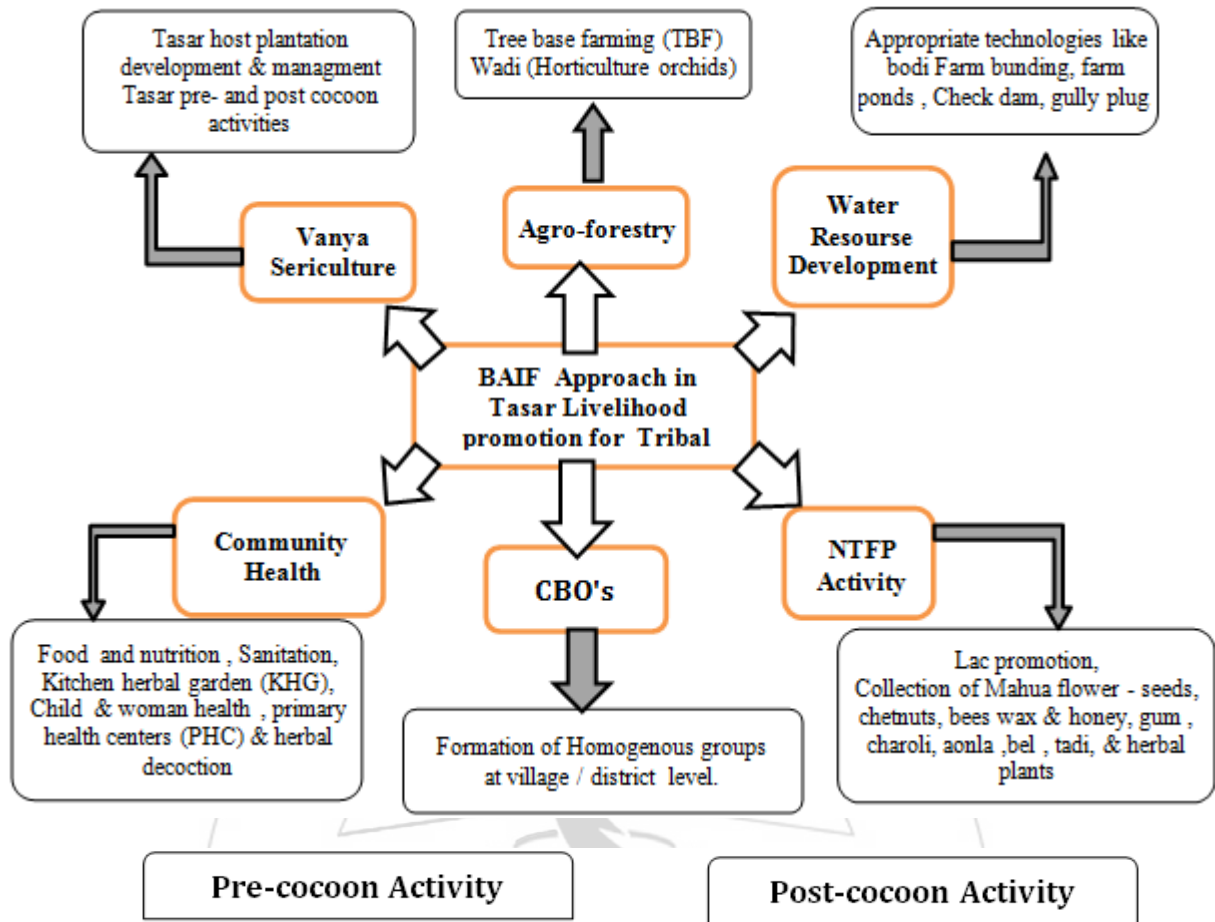 Tasar host plantation
development & managment
Tasar pre- and post cocoon
activities
Tree base farming (TBF)
Wadi (Horticulture orchids)
Appropriate technologies like
bodi Farm bunding, farm
ponds , Check dam, gully plug
Vanya
Sericulture
Agro-forestry
Water
Resourse
Development
BAIF Approach in
Tasar Livelihood
promotion for Tribal
Community
Health
CBO's
NTFP
Activity
Food and nutrition , Sanitation,
Kitchen herbal garden (KHG),
Child & woman health , primary
health centers (PHC) & herbal
decoction
Formation of Homogenous groups
at village / district level.
Lac promotion,
Collection of Mahua flower - seeds,
chetnuts, bees wax & honey, gum ,
charoli, aonla ,bel , tadi, & herbal
plants
Pre-cocoon Activity
Post-cocoon Activity